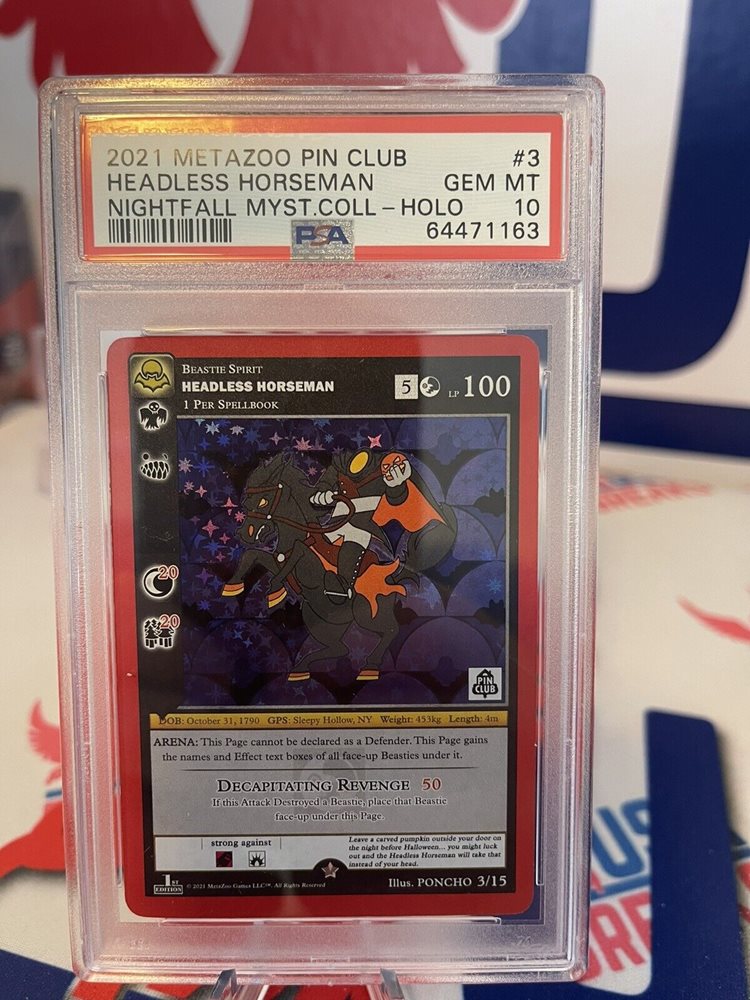 2021 METAZOO PIN CLUB #3
HEADLESS HORSEMAN GEM MT
NIGHTFALL MYST.COLL-HOLO 10
PSA 64471163
BEASTIE SPIRIT
HEADLESS HORSEMAN
1 PER SPELLBOOK
5 LP 100
20
20
PIN
CLUB
DOB: October 31, 1790 GPS: Sleepy Hollow, NY Weight: 453kg Length: 4m
ARENA: This Page cannot be declared as a Defender. This Page gains
the names and Effect text boxes of all face-up Beasties under it.
DECAPITATING REVENGE 50
If this Attack Destroyed a Beastie, place that Beastie
face-up under this Page.
strong against
Leave a carved pumpkin outside your door on
the night before Halloween... you might luck
out and the Headless Horseman will take that
instead of your head.
1ST
EDITION
© 2021 MetaZoo Games LLC™. All Rights Reserved
Illus. PONCHO 3/15